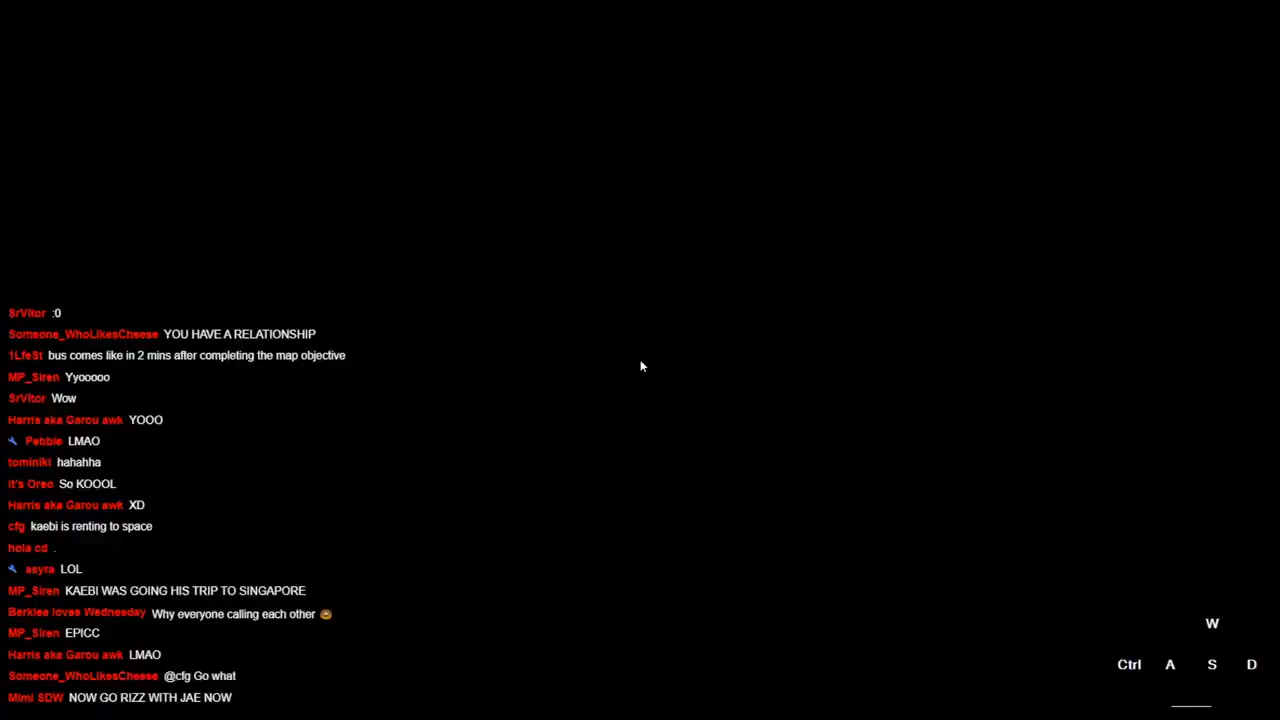 SrVitor :0
Someone_WhoLikesCheese YOU HAVE A RELATIONSHIP
1LfeSt bus comes like in 2 mins after completing the map objective
MP_Siren Yyooooo
SrVitor Wow
Harris aka Garou awk YOOO
Pebble LMAO
tominiki hahahha
It's Oreo So KOOOL
Harris aka Garou awk XD
cfg kaebi is renting to space
hola cd .
asyra LOL
MP_Siren KAEBI WAS GOING HIS TRIP TO SINGAPORE
Berklee loves Wednesday Why everyone calling each other
MP_Siren EPICC
Harris aka Garou awk LMAO
Someone_WhoLikesCheese @cfg Go what
Mimi SDW NOW GO RIZZ WITH JAE NOW
W
Ctrl A S D